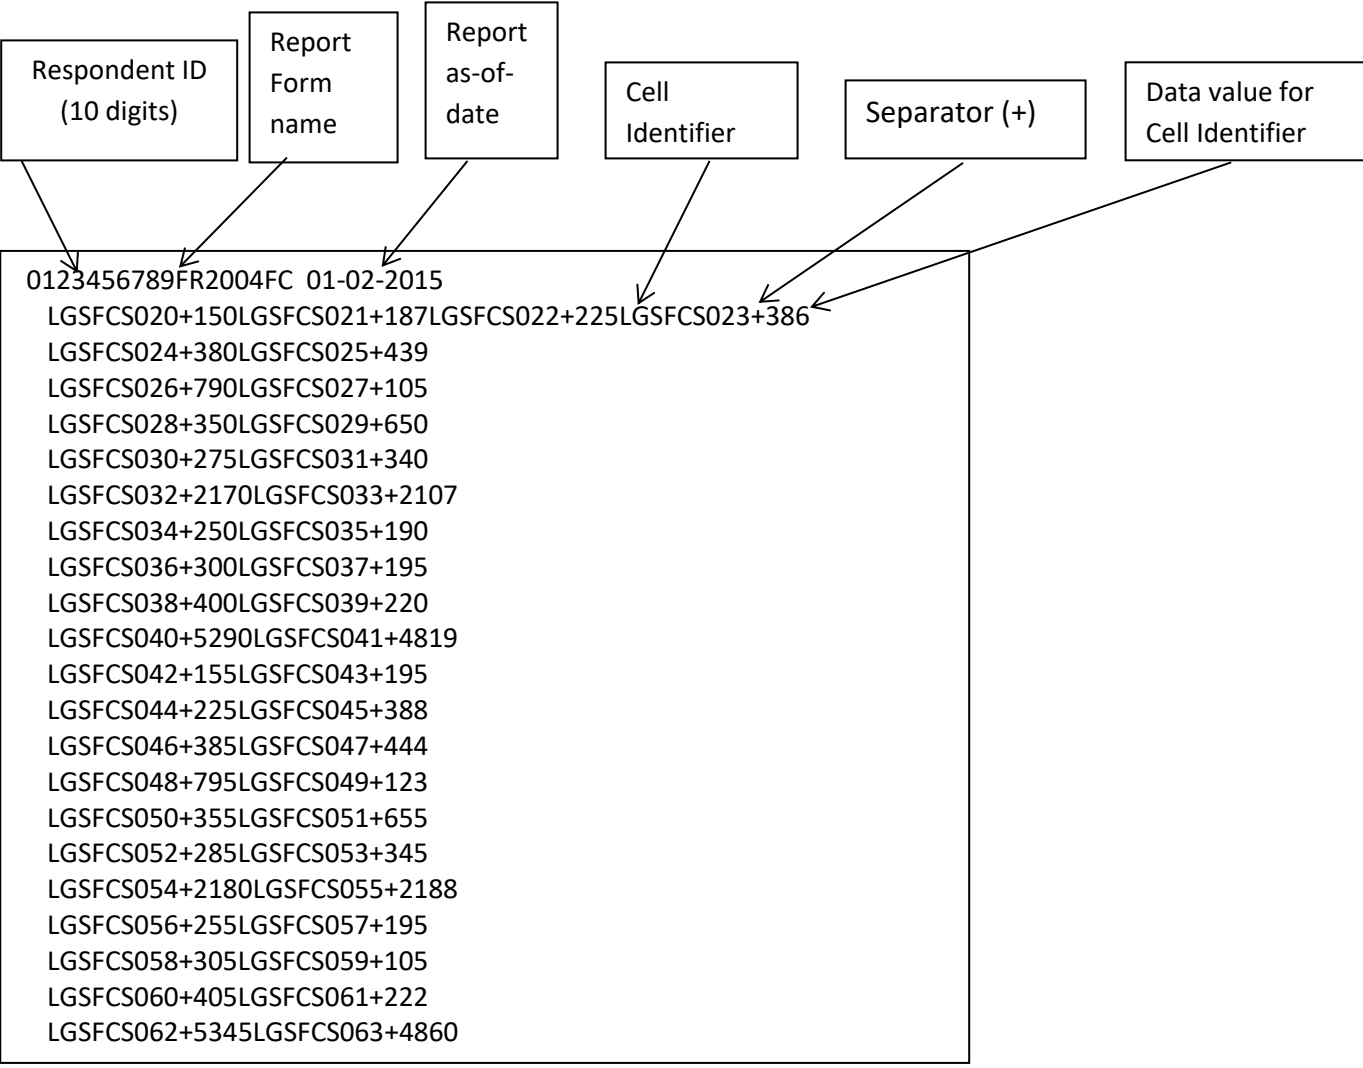 Respondent ID
(10 digits)
Report
Form
name
Report
as-of-
date
Cell
Identifier
Separator (+)
Data value for
Cell Identifier
0123456789FR2004FC  01-02-2015
LGSFCS020+150LGSFCS021+187LGSFCS022+225LGSFCS023+386
LGSFCS024+380LGSFCS025+439
LGSFCS026+790LGSFCS027+105
LGSFCS028+350LGSFCS029+650
LGSFCS030+275LGSFCS031+340
LGSFCS032+2170LGSFCS033+2107
LGSFCS034+250LGSFCS035+190
LGSFCS036+300LGSFCS037+195
LGSFCS038+400LGSFCS039+220
LGSFCS040+5290LGSFCS041+4819
LGSFCS042+155LGSFCS043+195
LGSFCS044+225LGSFCS045+388
LGSFCS046+385LGSFCS047+444
LGSFCS048+795LGSFCS049+123
LGSFCS050+355LGSFCS051+655
LGSFCS052+285LGSFCS053+345
LGSFCS054+2180LGSFCS055+2188
LGSFCS056+255LGSFCS057+195
LGSFCS058+305LGSFCS059+105
LGSFCS060+405LGSFCS061+222
LGSFCS062+5345LGSFCS063+4860